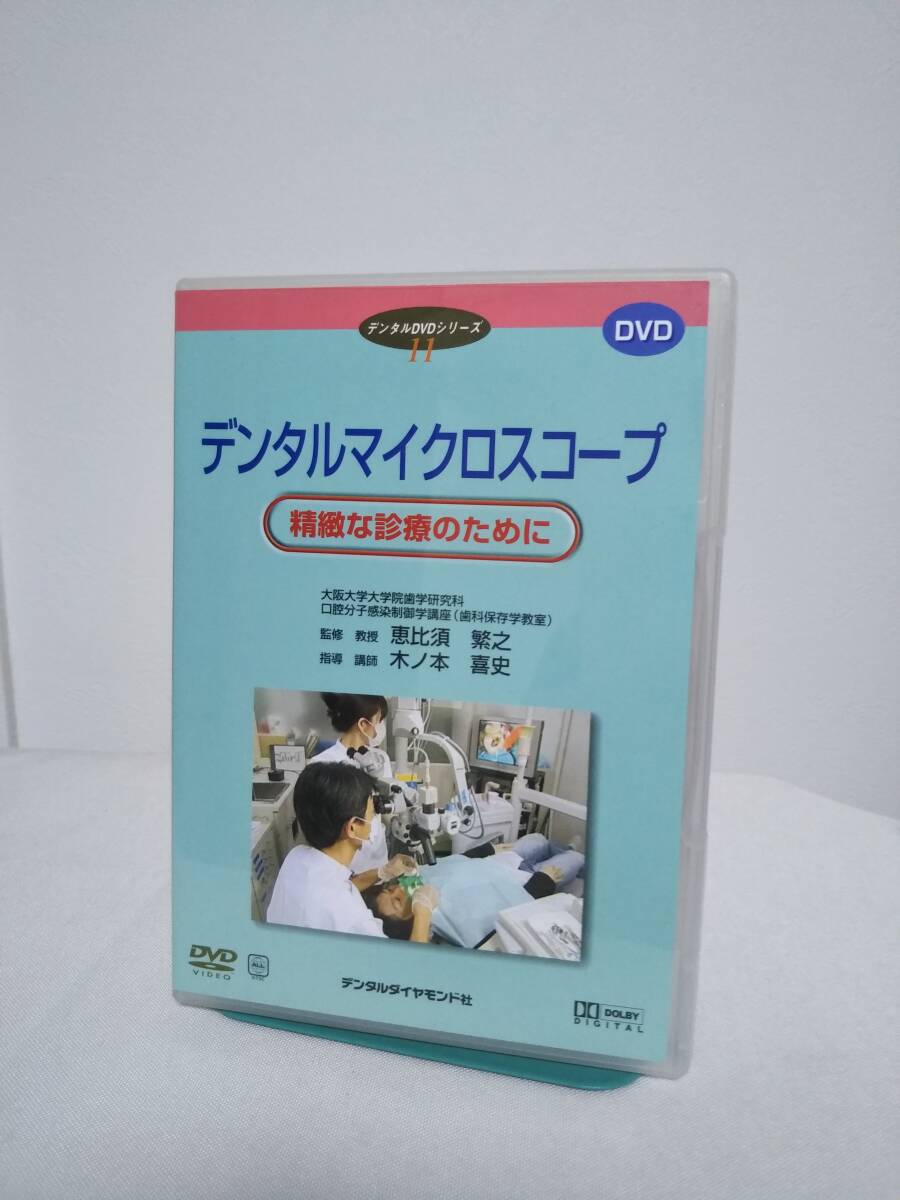 デンタルDVDシリーズ
11
DVD
デンタルマイクロスコープ
精緻な診療のために
大阪大学大学院歯学研究科
口腔分子感染制御学講座(歯科保存学教室)
監修 教授 恵比須 繁之
指導 講師 木ノ本 喜史
DVD
VIDEO
ALL
デンタルダイヤモンド社
DOLBY
DIGITAL